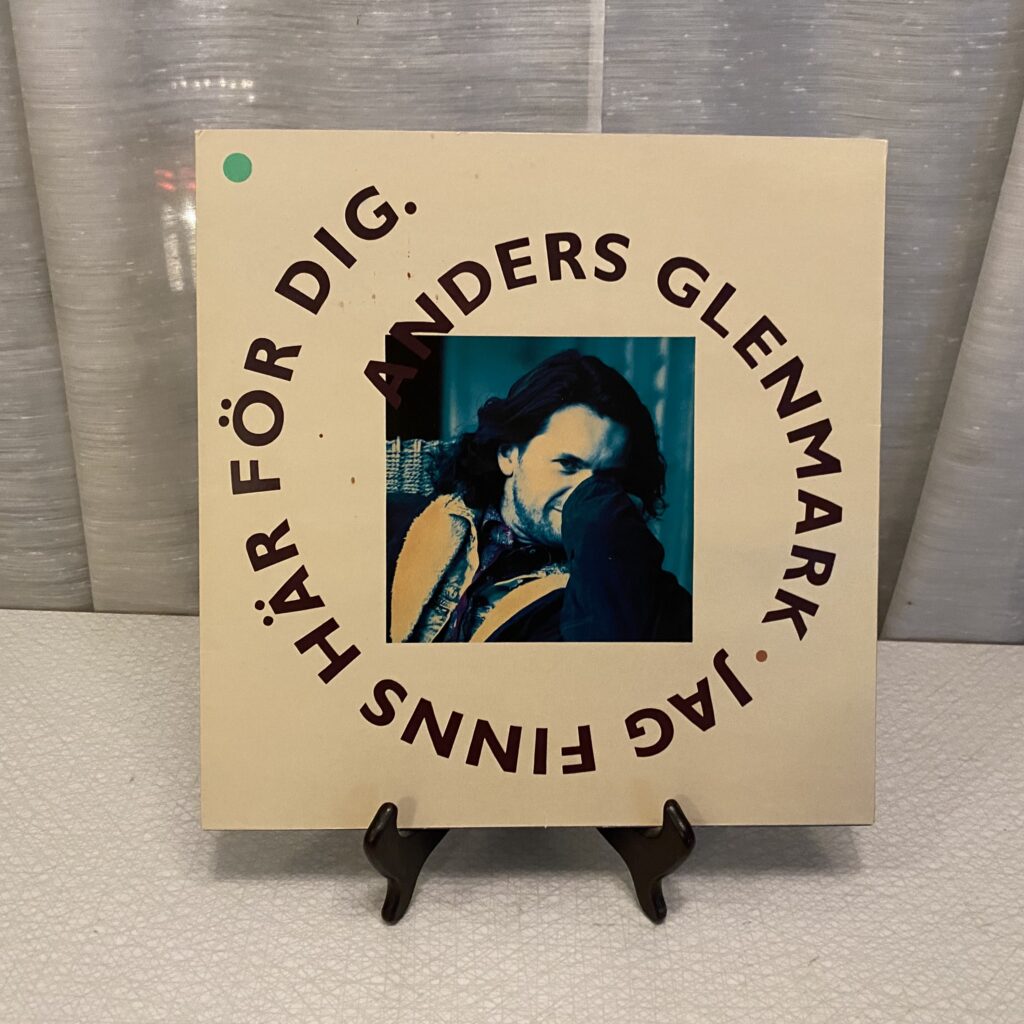 ANDERS GLENMARK · JAG FINNS HÄR FÖR DIG.